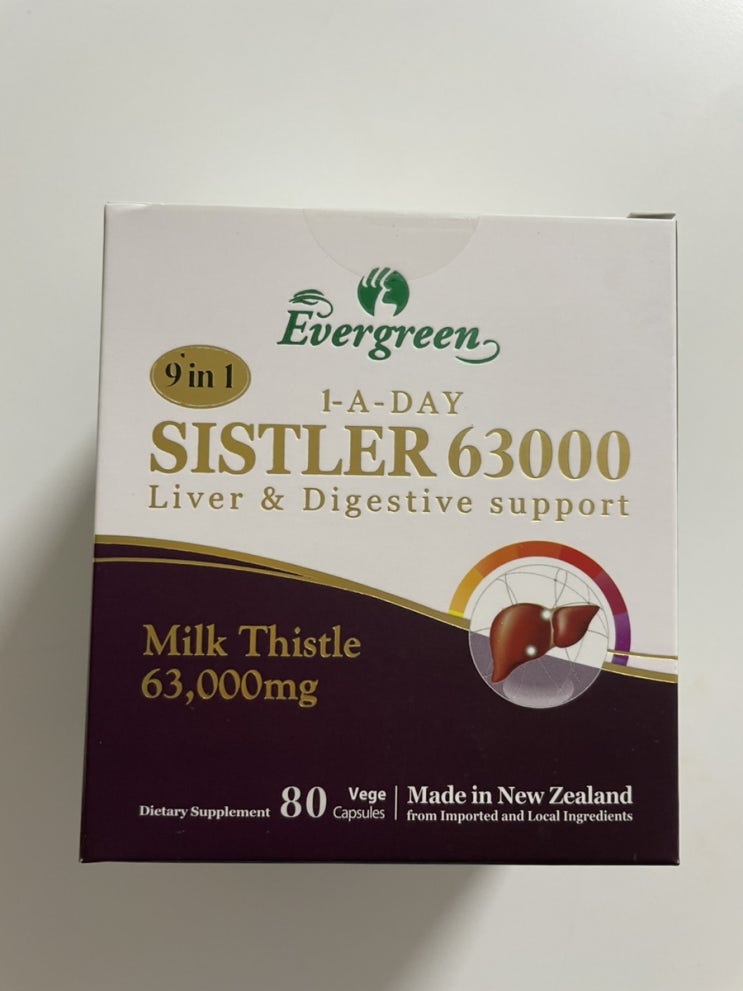 Evergreen
9 in 1
1-A-DAY
SISTLER 63000
Liver & Digestive support
Milk Thistle
63,000mg
Dietary Supplement 80 Vege Capsules
Made in New Zealand
from Imported and Local Ingredients